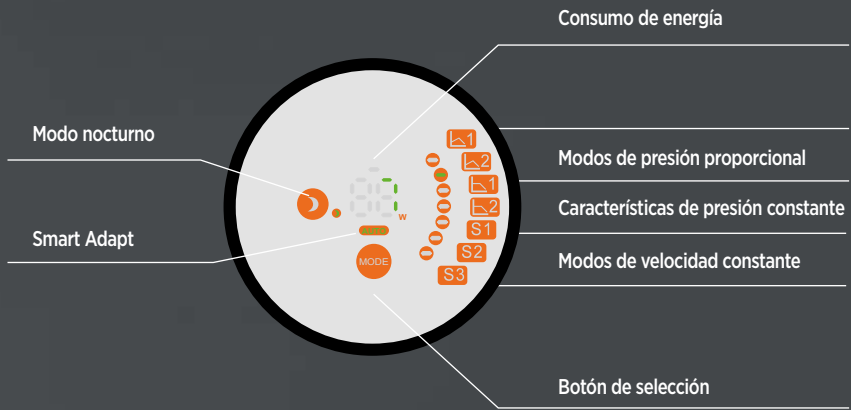 Consumo de energía
Modo nocturno
Smart Adapt
Modos de presión proporcional
Características de presión constante
Modos de velocidad constante
Botón de selección
1
2
1
2
S1
S2
S3
W
MODE